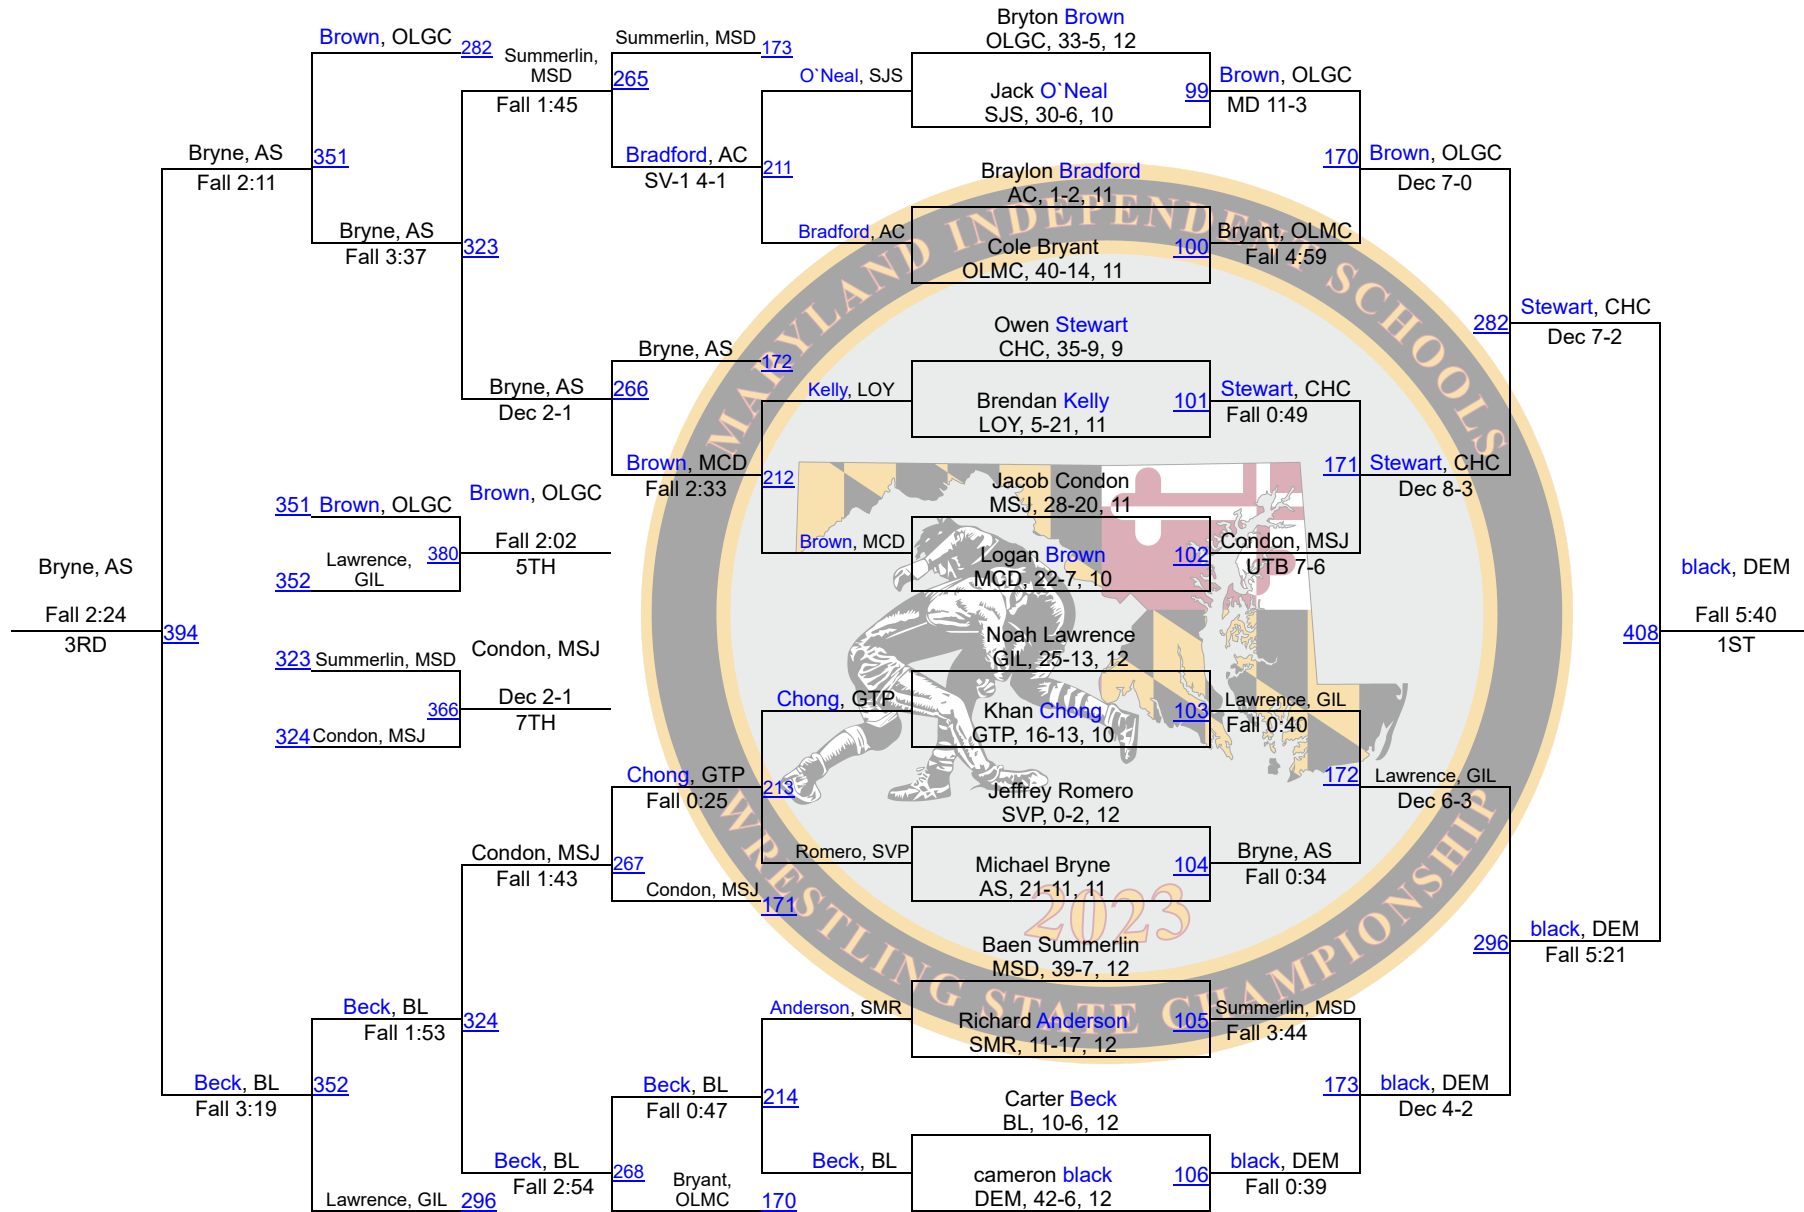 Bryton Brown
OLGC, 33-5, 12
Brown, OLGC
282
Summerlin,
MSD
Fall 1:45
Summerlin, MSD
173
265
O`Neal, SJS
Jack O`Neal
SJS, 30-6, 10
99
Brown, OLGC
MD 11-3
Bryne, AS
Fall 2:11
351
Bradford, AC
SV-1 4-1
211
Braylon Bradford
AC, 1-2, 11
170
Brown, OLGC
Dec 7-0
Bryne, AS
Fall 3:37
323
Bradford, AC
Cole Bryant
OLMC, 40-14, 11
100
Bryant, OLMC
Fall 4:59
Owen Stewart
CHC, 35-9, 9
282
Stewart, CHC
Dec 7-2
Bryne, AS
172
Bryne, AS
Dec 2-1
266
Kelly, LOY
Brendan Kelly
LOY, 5-21, 11
101
Stewart, CHC
Fall 0:49
Brown, MCD
Fall 2:33
212
Jacob Condon
MSJ, 28-20, 11
171
Stewart, CHC
Dec 8-3
351
Brown, OLGC
Brown, OLGC
Fall 2:02
5TH
Lawrence,
GIL
380
352
Brown, MCD
Logan Brown
MCD, 22-7, 10
102
Condon, MSJ
UTB 7-6
Bryne, AS
Fall 2:24
3RD
394
black, DEM
Fall 5:40
1ST
408
Noah Lawrence
GIL, 25-13, 12
323
Summerlin, MSD
Condon, MSJ
Dec 2-1
7TH
366
324
Condon, MSJ
Chong, GTP
Khan Chong
GTP, 16-13, 10
103
Lawrence, GIL
Fall 0:40
Chong, GTP
Fall 0:25
213
Jeffrey Romero
SVP, 0-2, 12
172
Lawrence, GIL
Dec 6-3
Condon, MSJ
Fall 1:43
267
Condon, MSJ
171
Romero, SVP
Michael Bryne
AS, 21-11, 11
104
Bryne, AS
Fall 0:34
Baen Summerlin
MSD, 39-7, 12
296
black, DEM
Fall 5:21
Beck, BL
Fall 1:53
324
Anderson, SMR
Richard Anderson
SMR, 11-17, 12
105
Summerlin, MSD
Fall 3:44
Beck, BL
Fall 3:19
352
Beck, BL
Fall 0:47
214
Carter Beck
BL, 10-6, 12
173
black, DEM
Dec 4-2
Beck, BL
Fall 2:54
268
Beck, BL
cameron black
DEM, 42-6, 12
106
black, DEM
Fall 0:39
Lawrence, GIL
296
Bryant,
OLMC
170
MARYLAND INDEPENDENT SCHOOLS
WRESTLING STATE CHAMPIONSHIP
2023